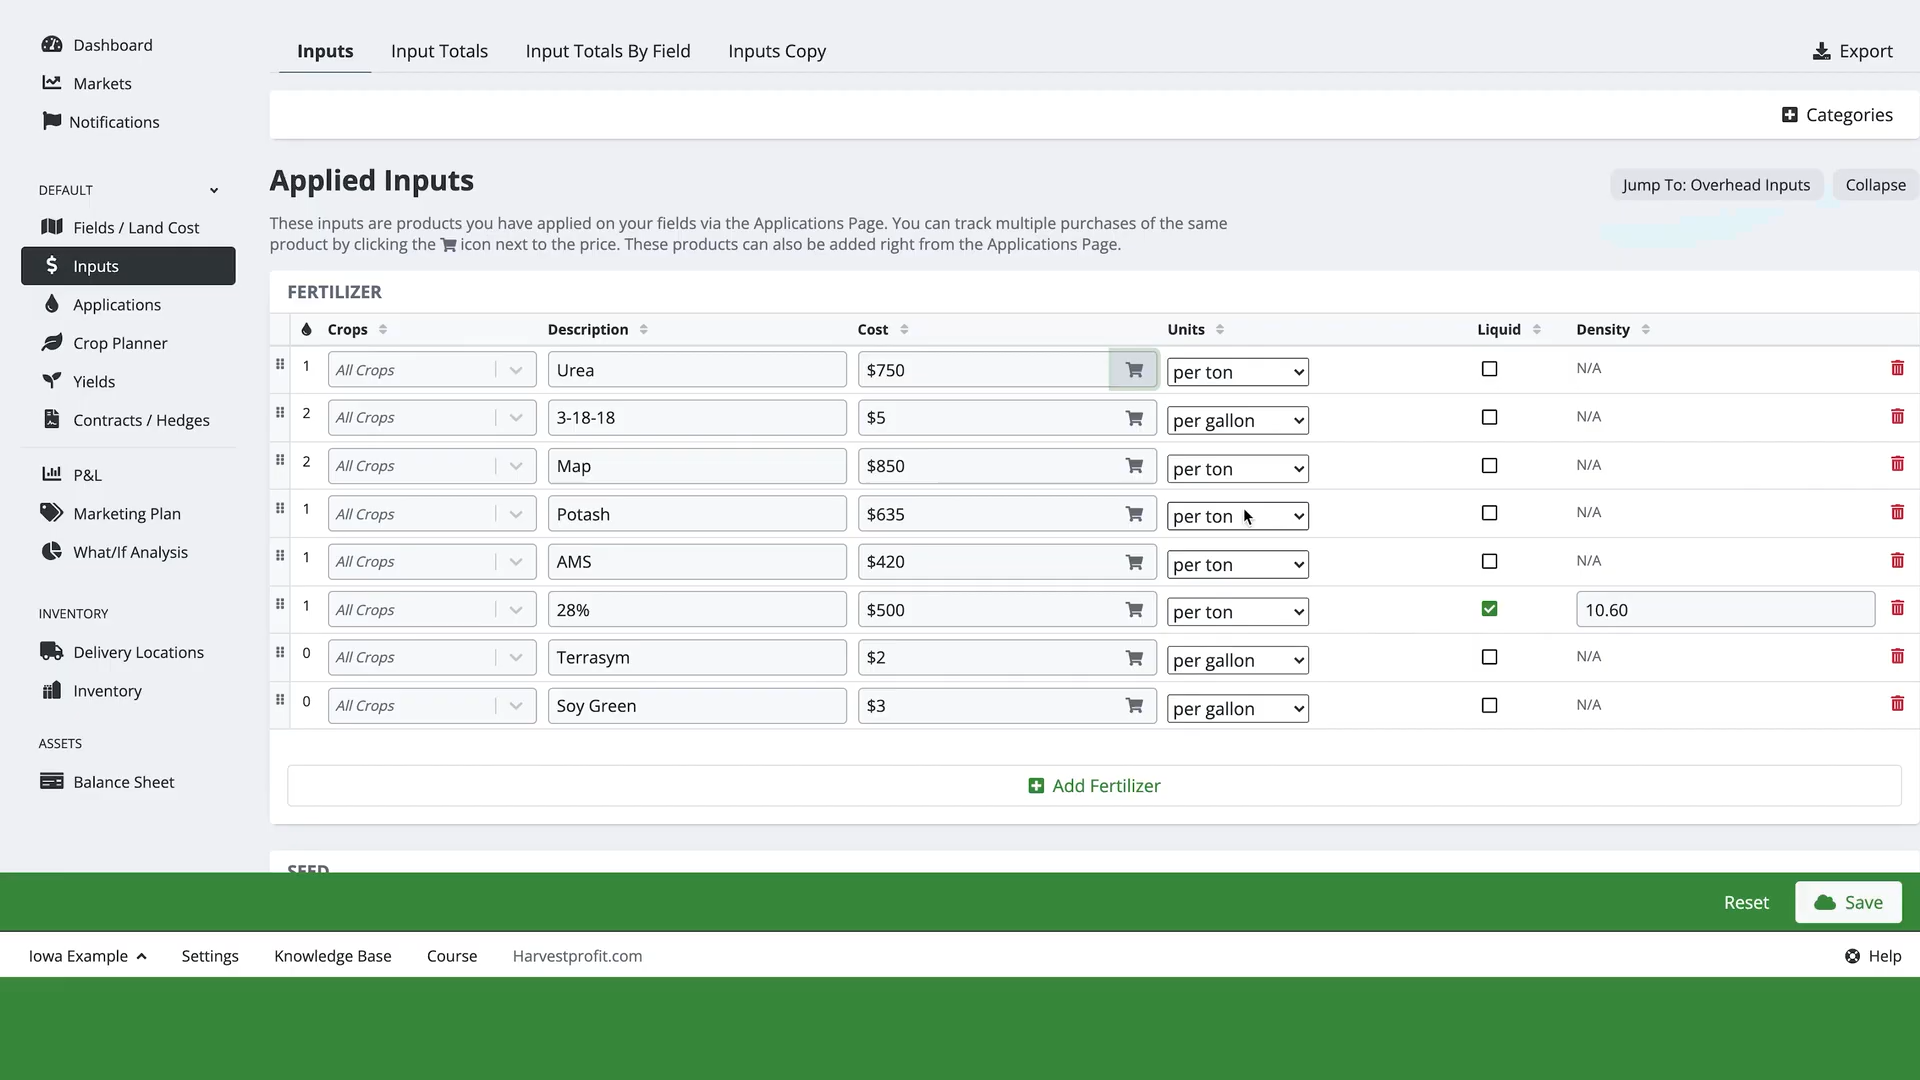 Dashboard
Markets
Notifications
DEFAULT
Fields / Land Cost
Inputs
Applications
Crop Planner
Yields
Contracts / Hedges
P&L
Marketing Plan
What/If Analysis
INVENTORY
Delivery Locations
Inventory
ASSETS
Balance Sheet
Inputs Input Totals Input Totals By Field Inputs Copy Export
Categories
Applied Inputs
Jump To: Overhead Inputs Collapse
These inputs are products you have applied on your fields via the Applications Page. You can track multiple purchases of the same
product by clicking the icon next to the price. These products can also be added right from the Applications Page.
FERTILIZER
Crops Description Cost Units Liquid Density
1 All Crops Urea $750 per ton N/A
2 All Crops 3-18-18 $5 per gallon N/A
2 All Crops Map $850 per ton N/A
1 All Crops Potash $635 per ton N/A
1 All Crops AMS $420 per ton N/A
1 All Crops 28% $500 per ton 10.60
0 All Crops Terrasym $2 per gallon N/A
0 All Crops Soy Green $3 per gallon N/A
Add Fertilizer
SEED
Reset Save
Iowa Example Settings Knowledge Base Course Harvestprofit.com Help